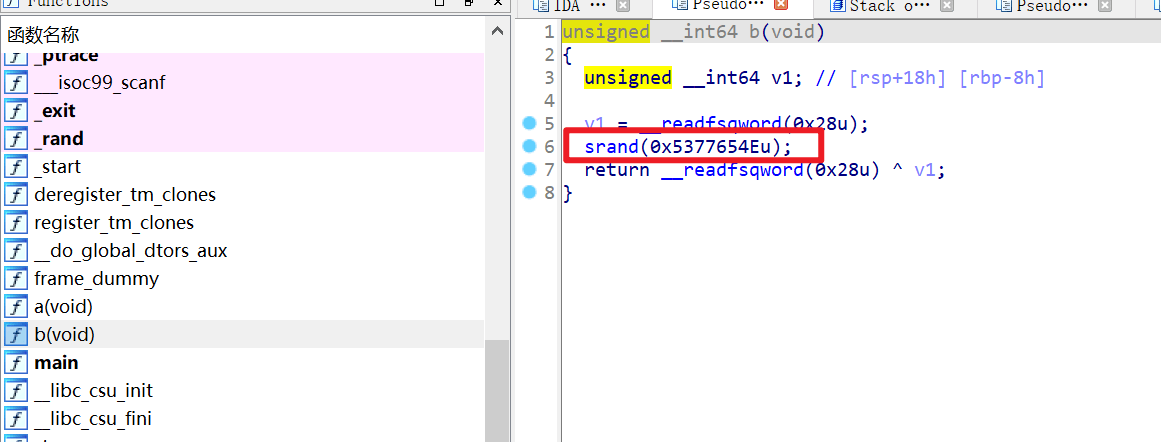 Functions
函数名称
_ptrace
___isoc99_scanf
_exit
_rand
_start
deregister_tm_clones
register_tm_clones
__do_global_dtors_aux
frame_dummy
a(void)
b(void)
main
__libc_csu_init
__libc_csu_fini
IDA ···
Pseudo···
Stack o···
Pseudo···
1 unsigned __int64 b(void)
2 {
3 unsigned __int64 v1; // [rsp+18h] [rbp-8h]
4
5 v1 = __readfsqword(0x28u);
6 srand(0x5377654Eu);
7 return __readfsqword(0x28u) ^ v1;
8 }